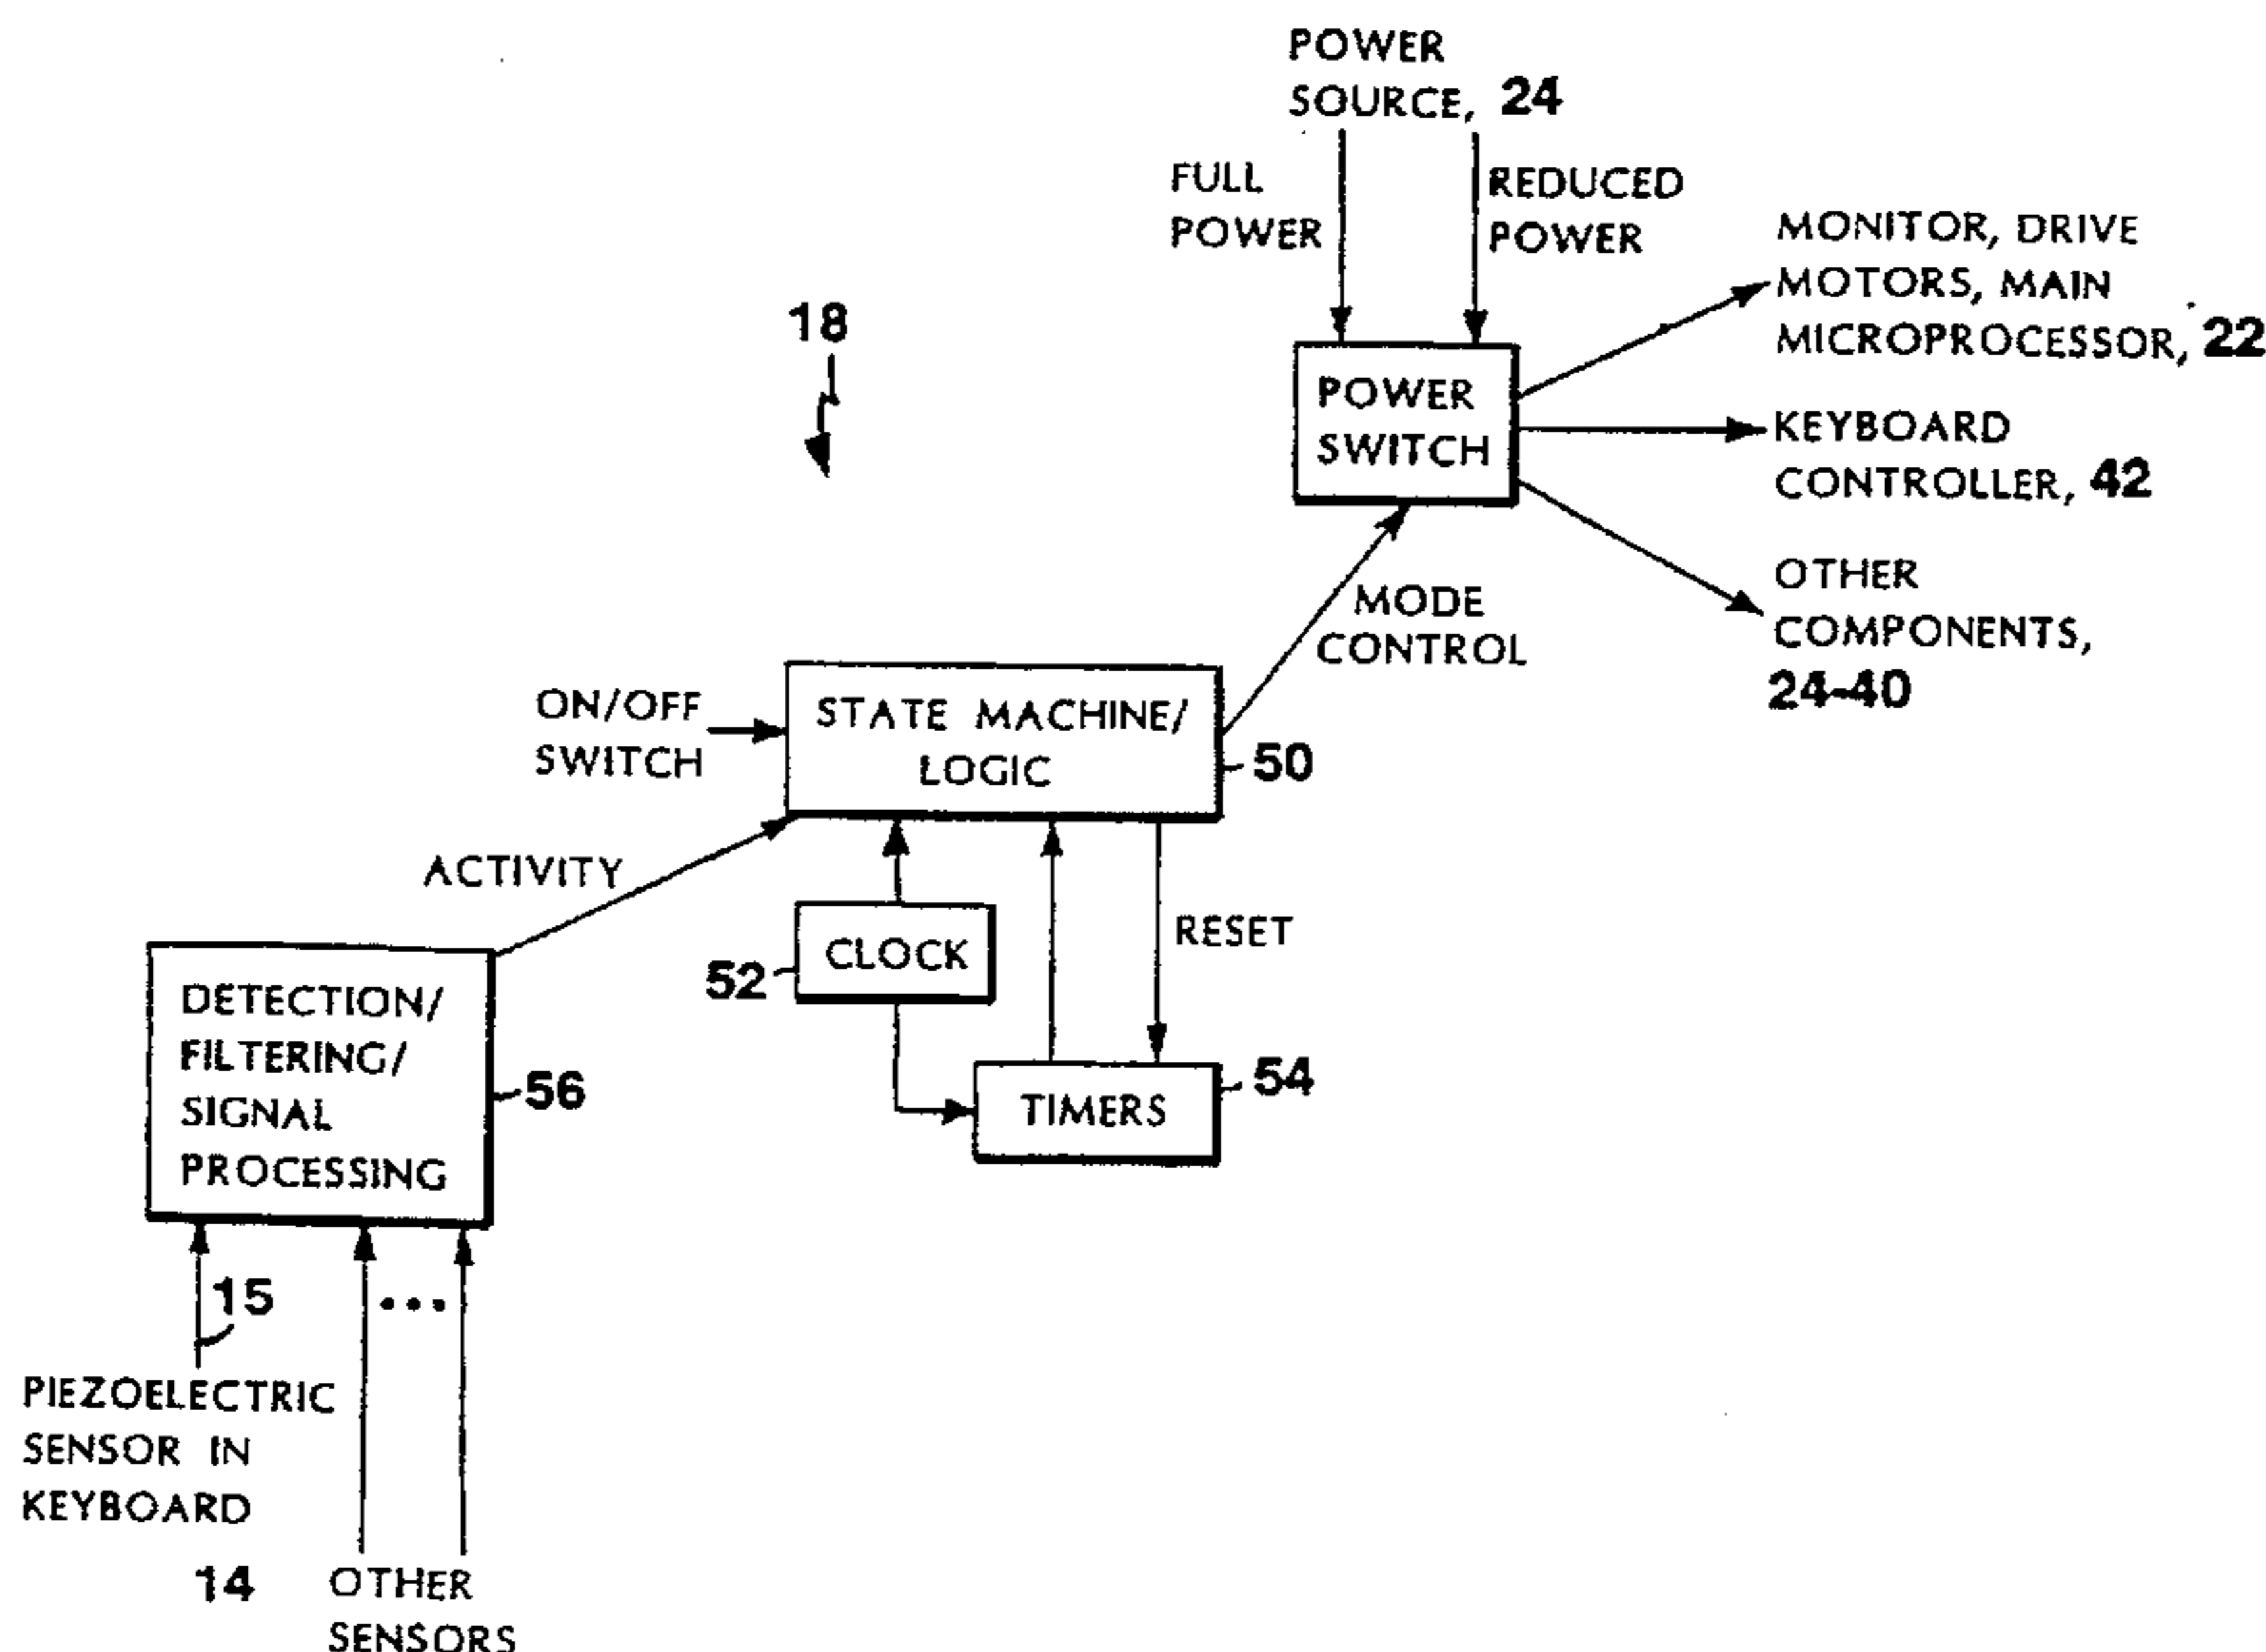 POWER
SOURCE, 24
FULL
POWER
REDUCED
POWER
MONITOR, DRIVE
MOTORS, MAIN
MICROPROCESSOR, 22
18
POWER
SWITCH
KEYBOARD
CONTROLLER, 42
OTHER
COMPONENTS,
24-40
MODE
CONTROL
ON/OFF
SWITCH
STATE MACHINE/
LOGIC
50
ACTIVITY
CLOCK
52
RESET
DETECTION/
FILTERING/
SIGNAL
PROCESSING
56
TIMERS
54
15
...
PIEZOELECTRIC
SENSOR IN
KEYBOARD
14
OTHER
SENSORS